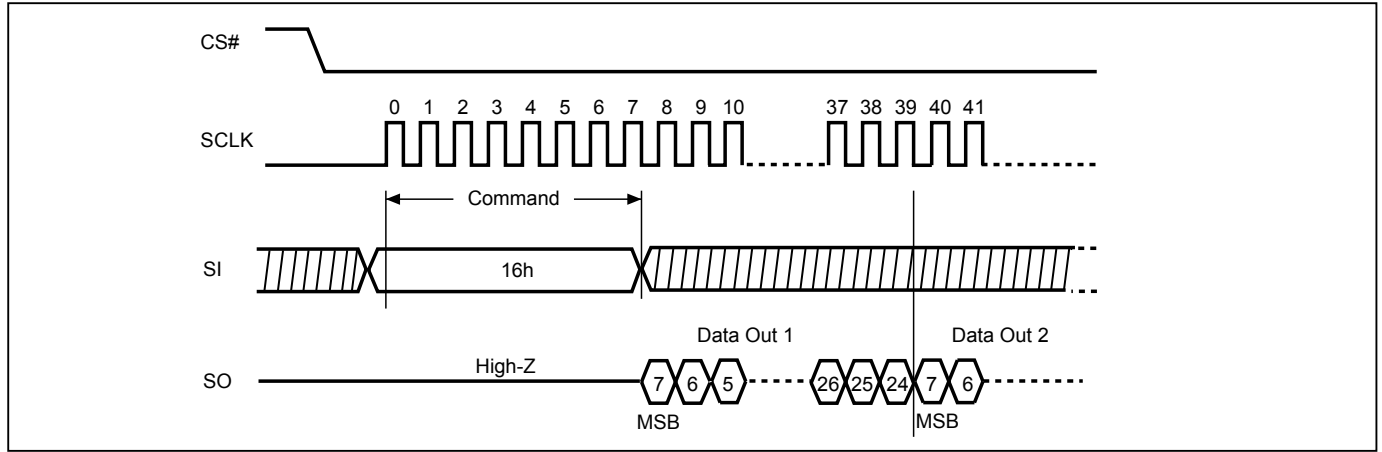 CS#
0 1 2 3 4 5 6 7 8 9 10 37 38 39 40 41
SCLK
Command
SI 16h
Data Out 1 Data Out 2
High-Z
SO 7 6 5 26 25 24 7 6
MSB MSB